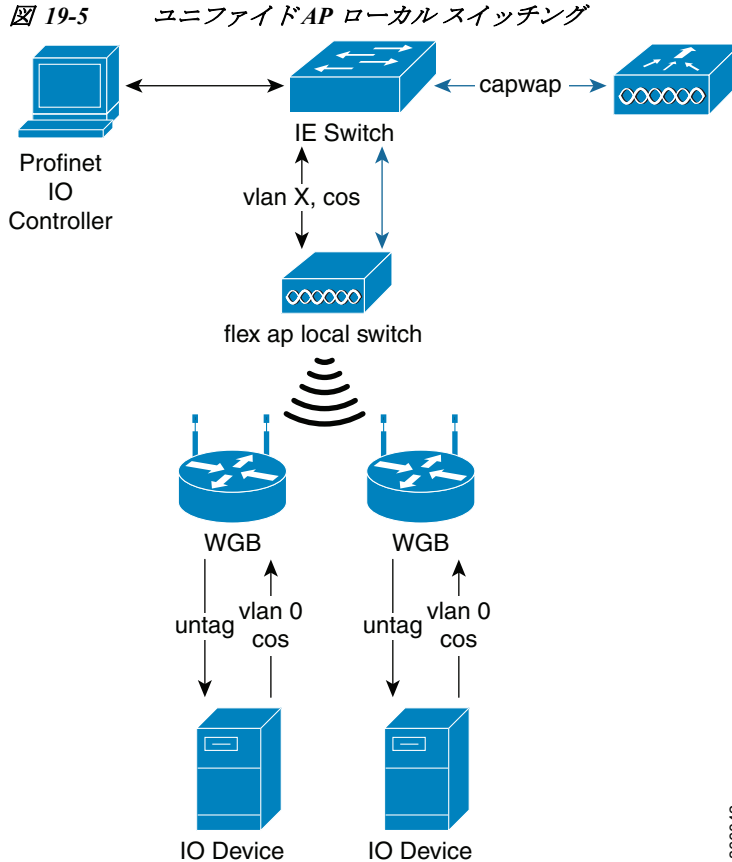 図 19-5 ユニファイド AP ローカル スイッチング
capwap
IE Switch
Profinet
IO
Controller
vlan X, cos
flex ap local switch
WGB WGB
untag vlan 0 cos untag vlan 0 cos
IO Device IO Device